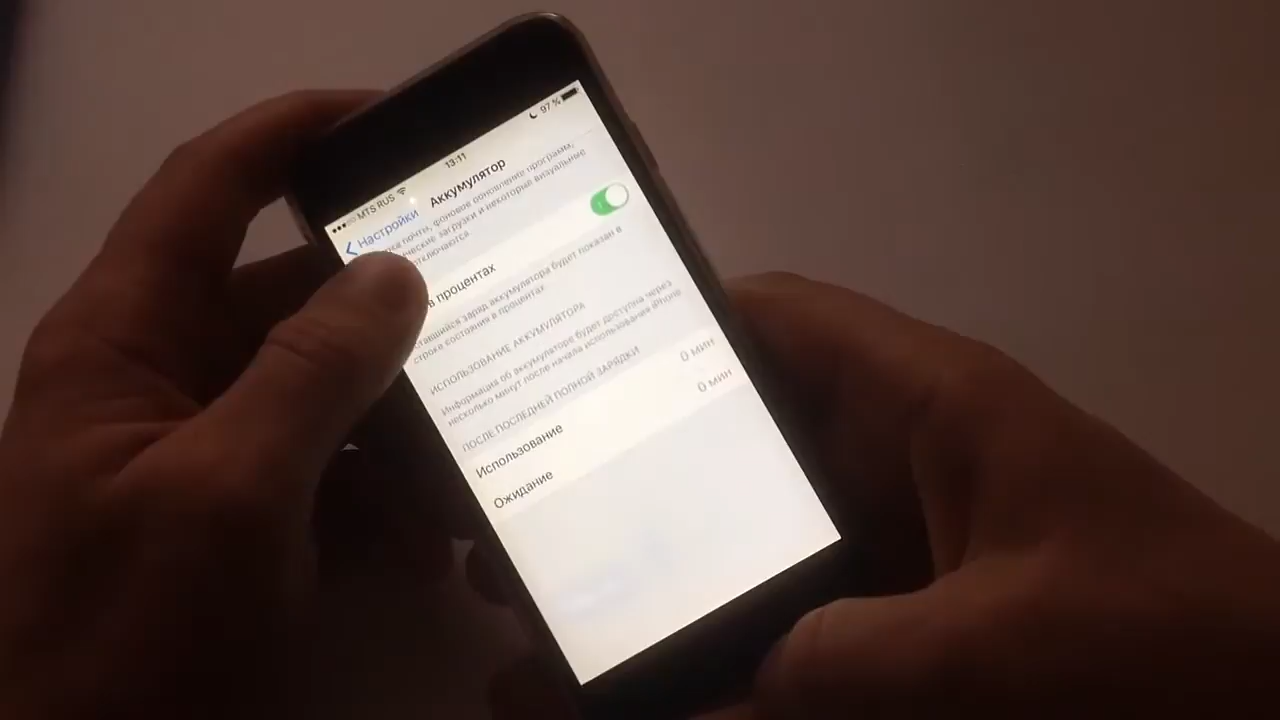 MTS RUS
13:11
97 %
Настройки
Аккумулятор
почты, фоновое обновление программ,
загрузки и некоторые визуальные
отключаются.
в процентах
заряд аккумулятора будет показан в
строке состояния в процентах.
ИСПОЛЬЗОВАНИЕ АККУМУЛЯТОРА
Информация об аккумуляторе будет доступна через
несколько минут после начала использования iPhone
ПОСЛЕ ПОСЛЕДНЕЙ ПОЛНОЙ ЗАРЯДКИ
Использование 0 мин
Ожидание 0 мин